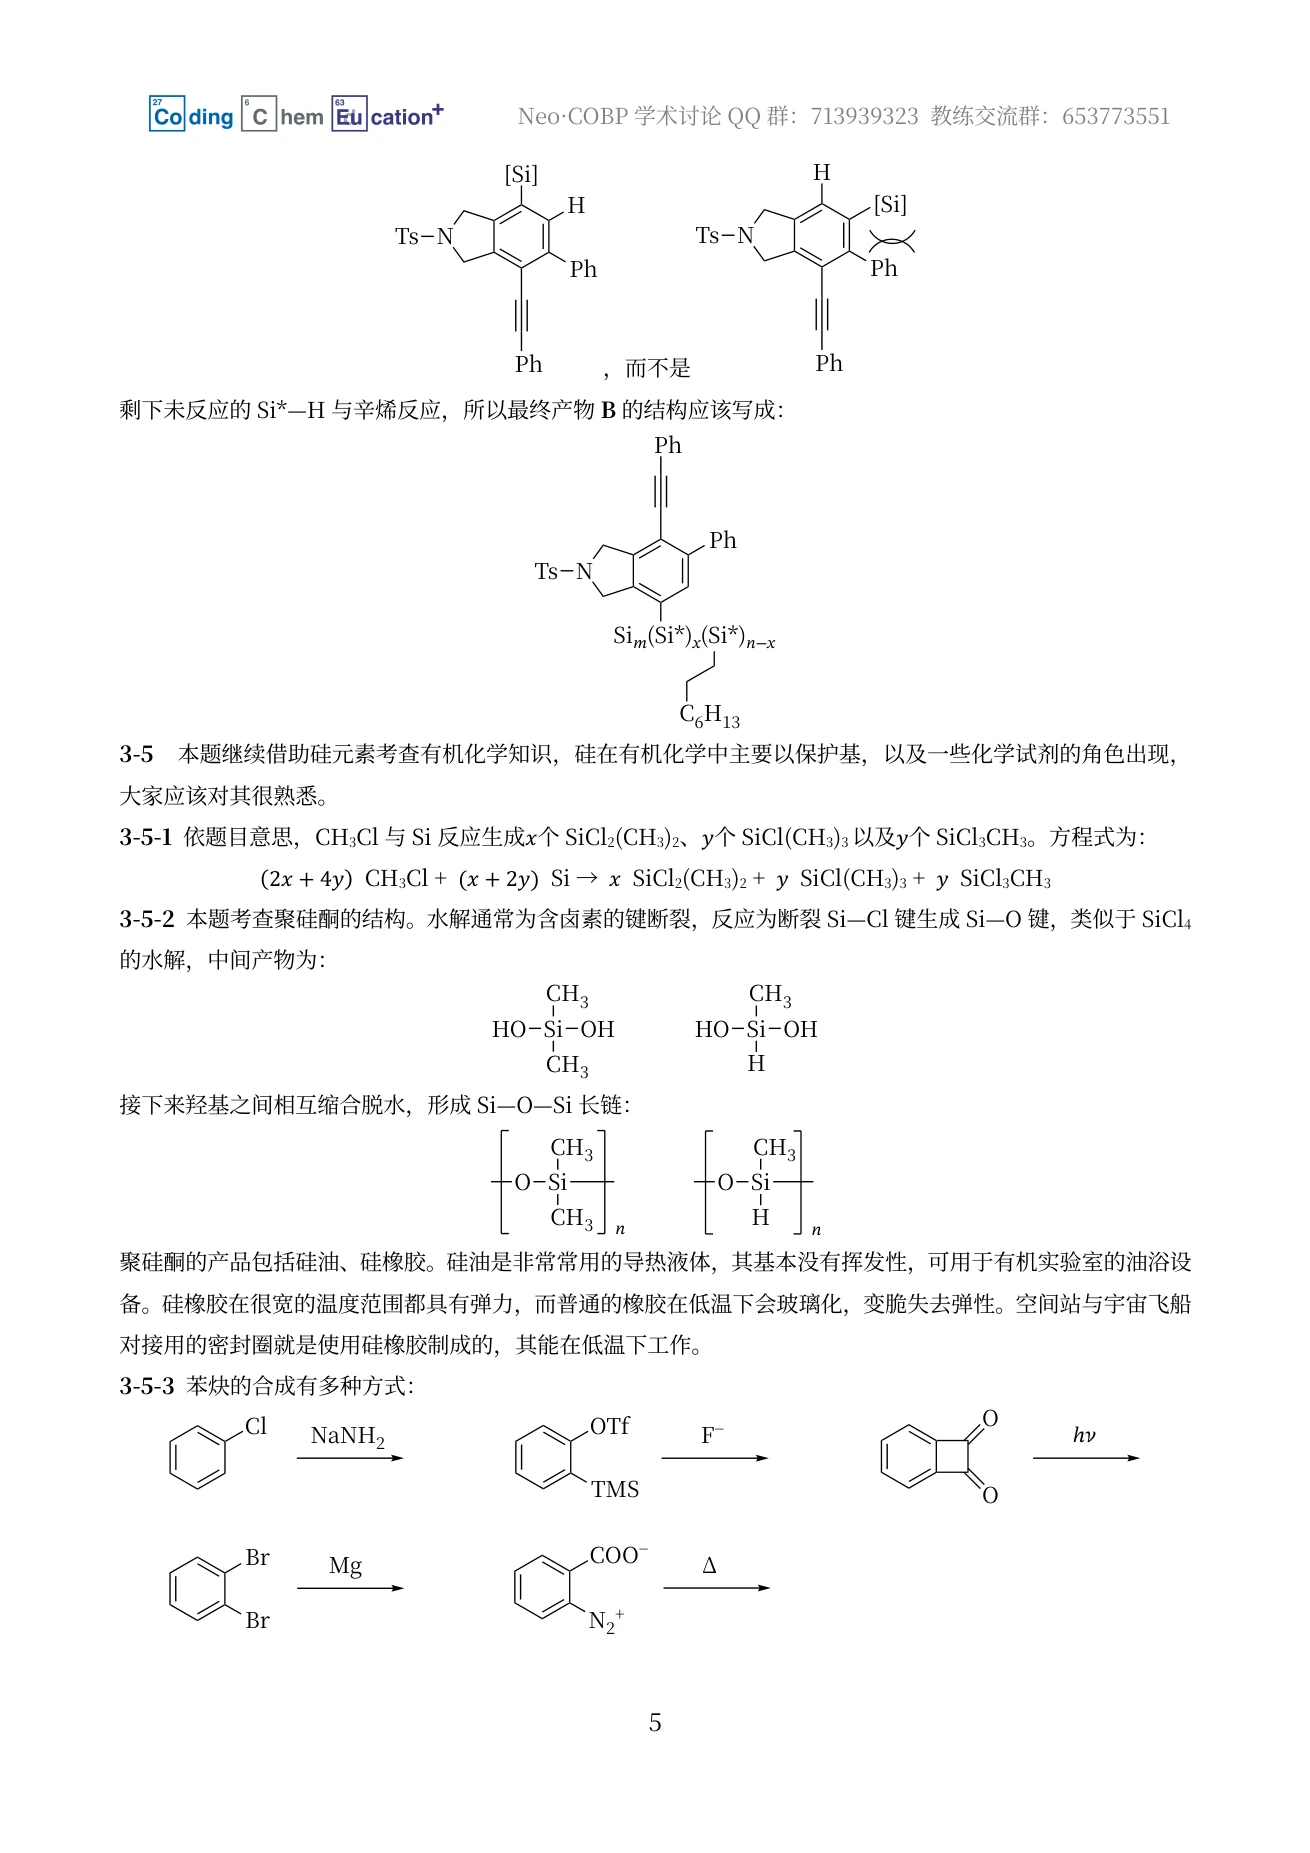 27 Co ding 6 C hem 63 Eu cation+ Neo·COBP 学术讨论 QQ 群：713939323 教练交流群：653773551
[Si] H
H [Si]
Ts–N Ph
Ts–N Ph
Ph ，而不是 Ph
剩下未反应的 Si*—H 与辛烯反应，所以最终产物 B 的结构应该写成：
Ph
Ph
Ts–N
Siₘ(Si*)ₓ(Si*)ₙ₋ₓ
C₆H₁₃
3-5 本题继续借助硅元素考查有机化学知识，硅在有机化学中主要以保护基，以及一些化学试剂的角色出现，
大家应该对其很熟悉。
3-5-1 依题目意思，CH₃Cl 与 Si 反应生成x个 SiCl₂(CH₃)₂、y个 SiCl(CH₃)₃ 以及y个 SiCl₃CH₃。方程式为：
(2x + 4y) CH₃Cl + (x + 2y) Si → x SiCl₂(CH₃)₂ + y SiCl(CH₃)₃ + y SiCl₃CH₃
3-5-2 本题考查聚硅酮的结构。水解通常为含卤素的键断裂，反应为断裂 Si—Cl 键生成 Si—O 键，类似于 SiCl₄
的水解，中间产物为：
CH₃ CH₃
HO–Si–OH HO–Si–OH
CH₃ H
接下来羟基之间相互缩合脱水，形成 Si—O—Si 长链：
CH₃ CH₃
O–Si O–Si
CH₃ n H n
聚硅酮的产品包括硅油、硅橡胶。硅油是非常常用的导热液体，其基本没有挥发性，可用于有机实验室的油浴设
备。硅橡胶在很宽的温度范围都具有弹力，而普通的橡胶在低温下会玻璃化，变脆失去弹性。空间站与宇宙飞船
对接用的密封圈就是使用硅橡胶制成的，其能在低温下工作。
3-5-3 苯炔的合成有多种方式：
Cl NaNH₂ OTf F⁻ O hν
TMS O
Br Mg COO⁻ Δ
Br N₂⁺
5